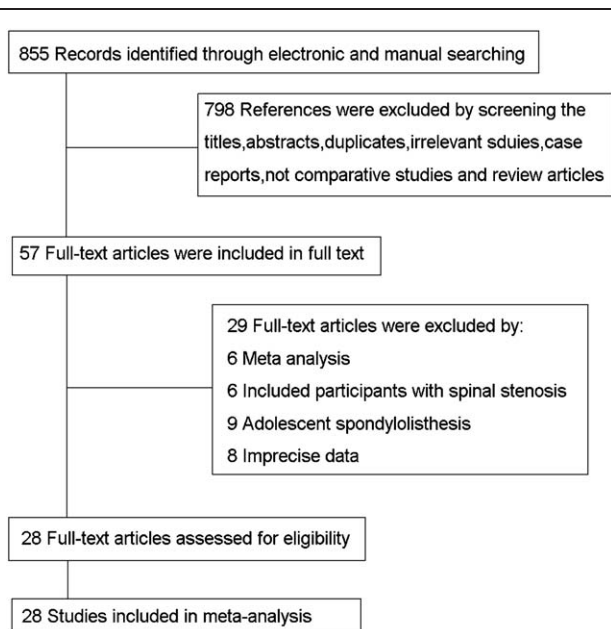 855 Records identified through electronic and manual searching
798 References were excluded by screening the
titles,abstracts,duplicates,irrelevant sduies,case
reports,not comparative studies and review articles
57 Full-text articles were included in full text
29 Full-text articles were excluded by:
6 Meta analysis
6 Included participants with spinal stenosis
9 Adolescent spondylolisthesis
8 Imprecise data
28 Full-text articles assessed for eligibility
28 Studies included in meta-analysis